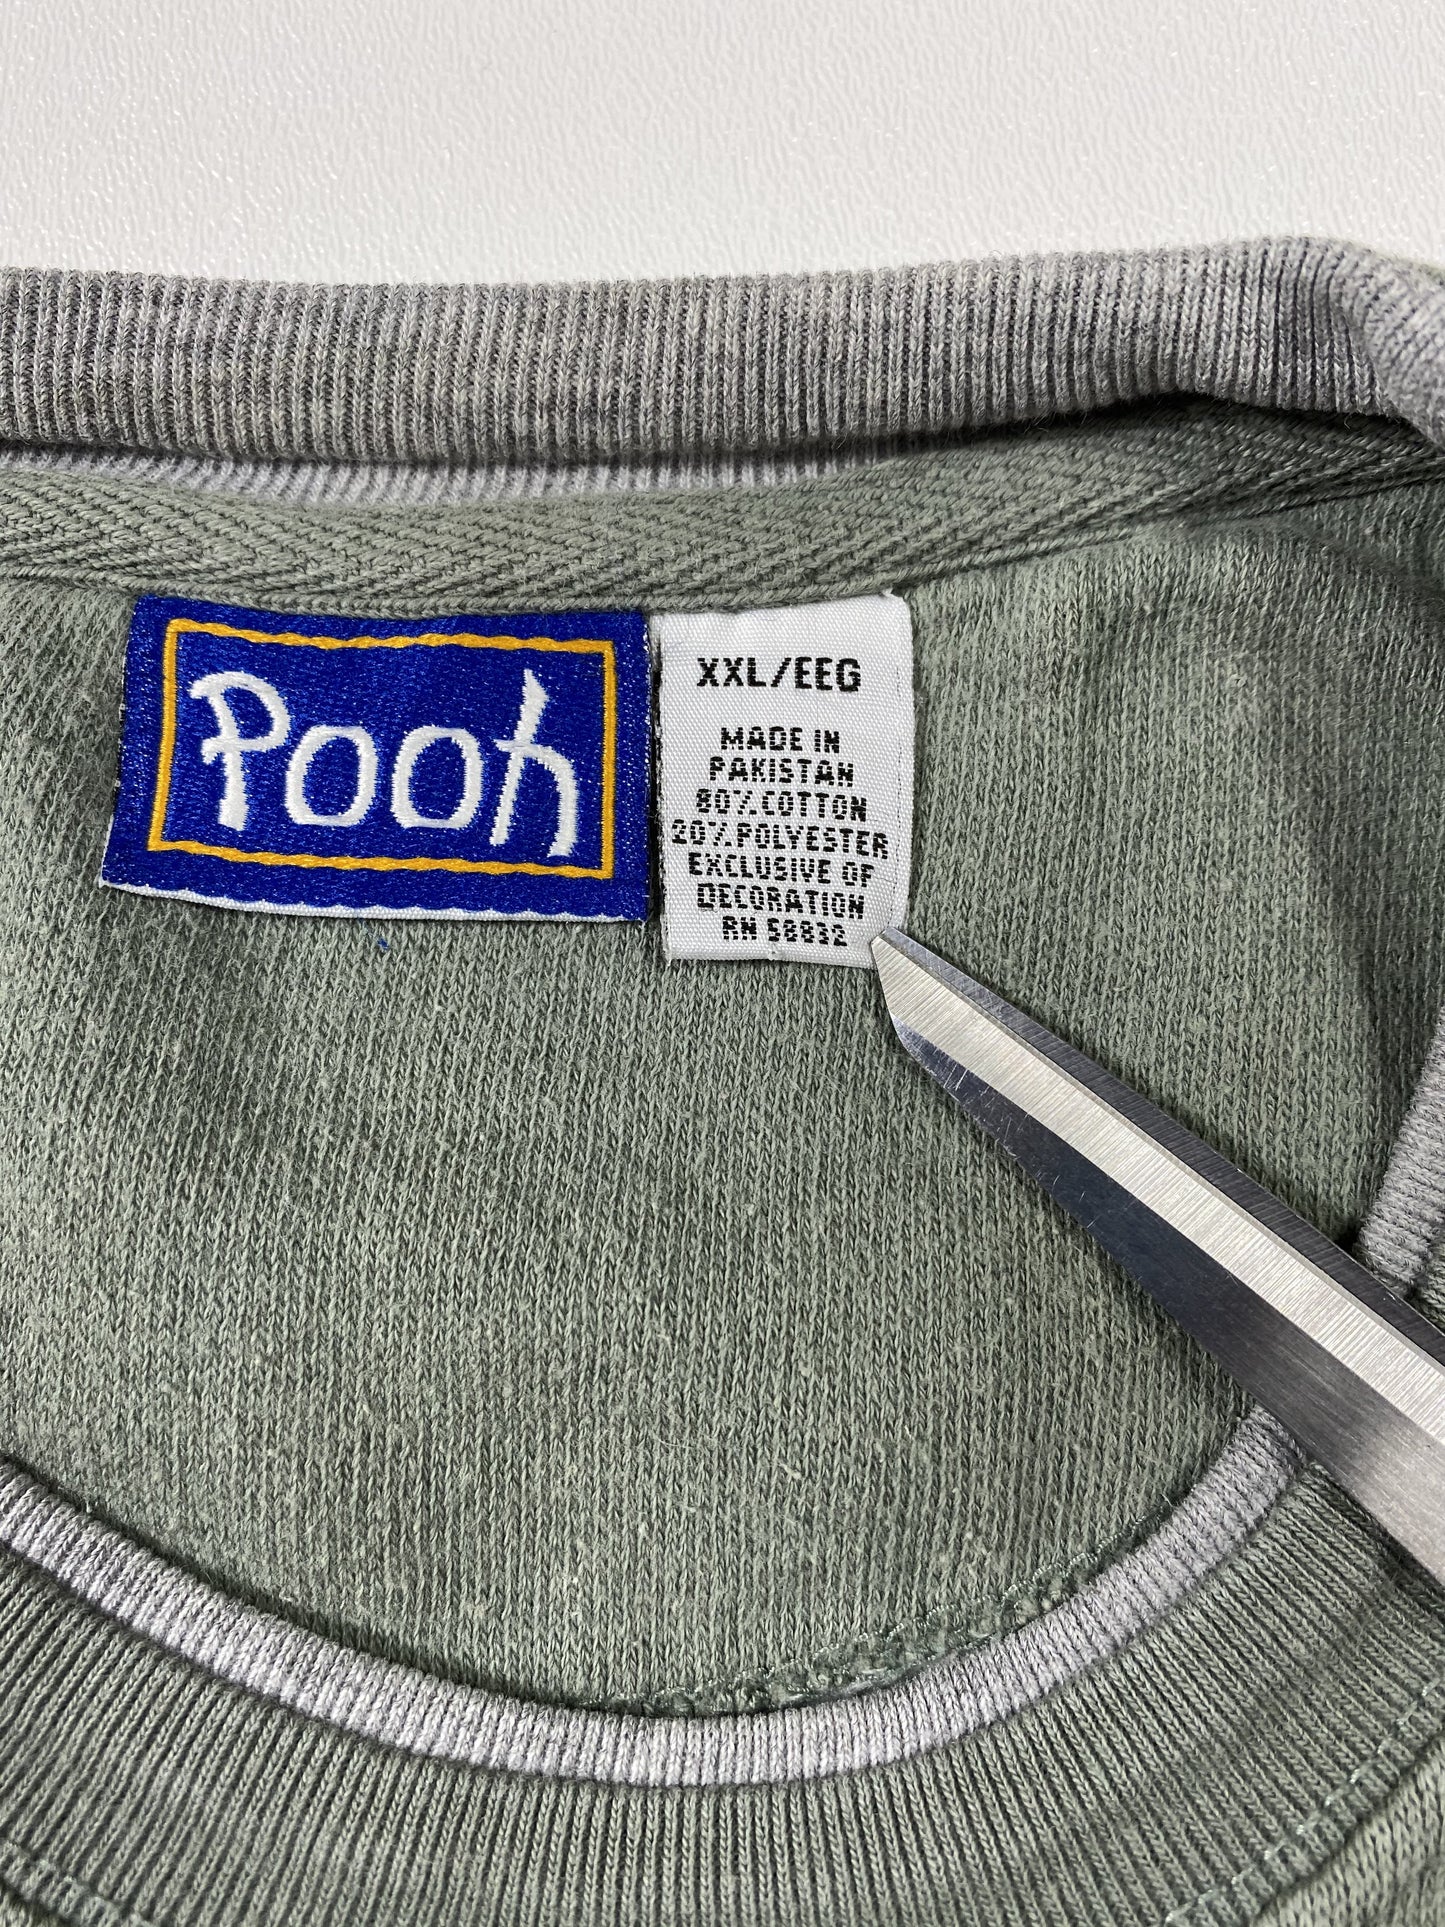 Pooh
XXL/EEG
MADE IN
PAKISTAN
80% COTTON
20% POLYESTER
EXCLUSIVE OF
DECORATION
RN 58832